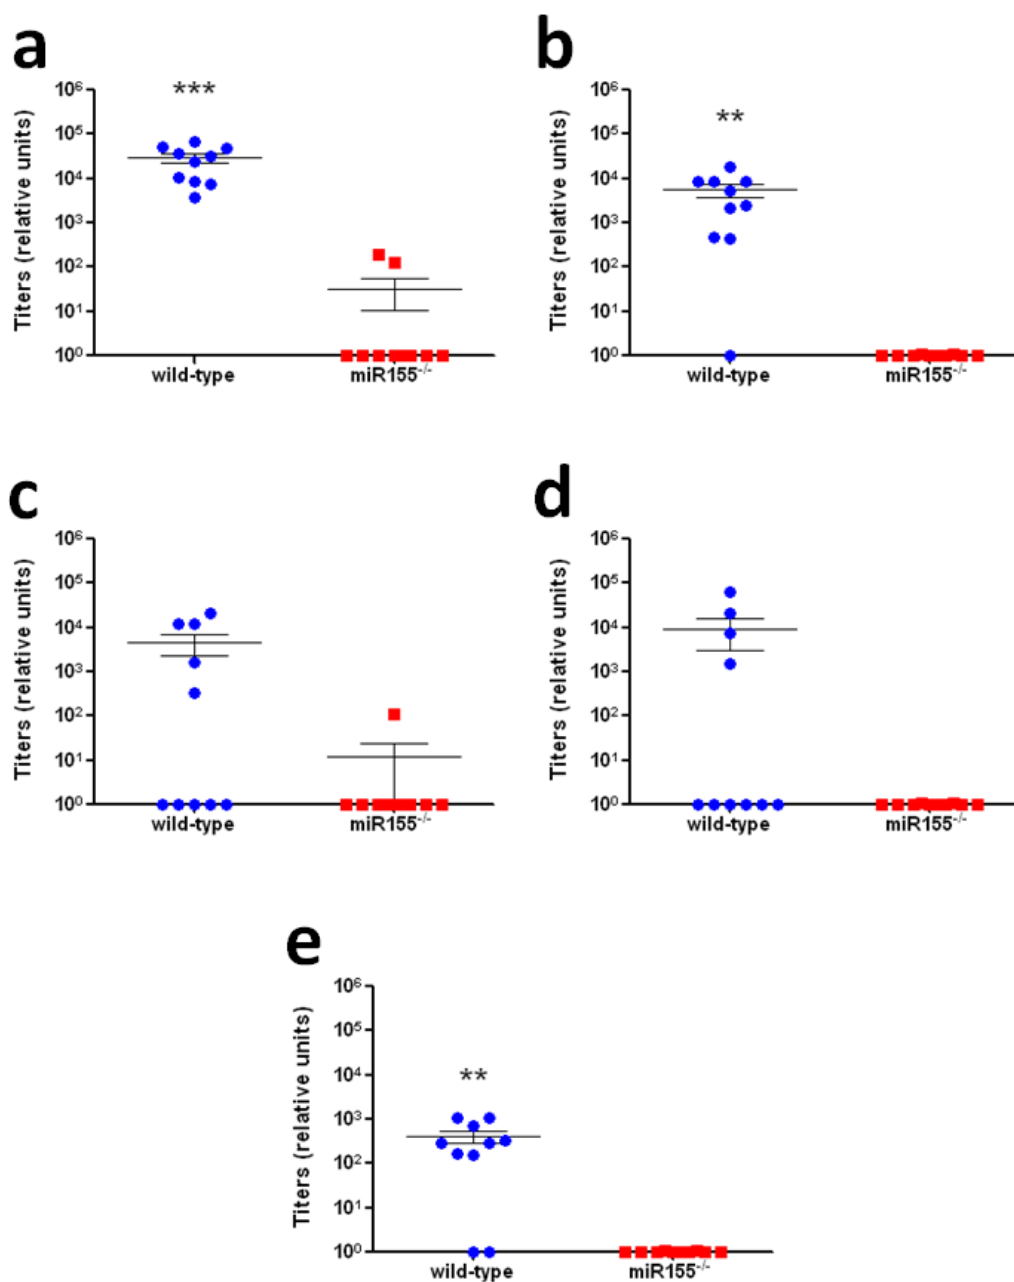 a
b
Titers (relative units)
10⁶
10⁵
10⁴
10³
10²
10¹
10⁰
***
wild-type
miR155⁻/⁻
Titers (relative units)
10⁶
10⁵
10⁴
10³
10²
10¹
10⁰
**
wild-type
miR155⁻/⁻
c
d
Titers (relative units)
10⁶
10⁵
10⁴
10³
10²
10¹
10⁰
wild-type
miR155⁻/⁻
Titers (relative units)
10⁶
10⁵
10⁴
10³
10²
10¹
10⁰
wild-type
miR155⁻/⁻
e
Titers (relative units)
10⁶
10⁵
10⁴
10³
10²
10¹
10⁰
**
wild-type
miR155⁻/⁻